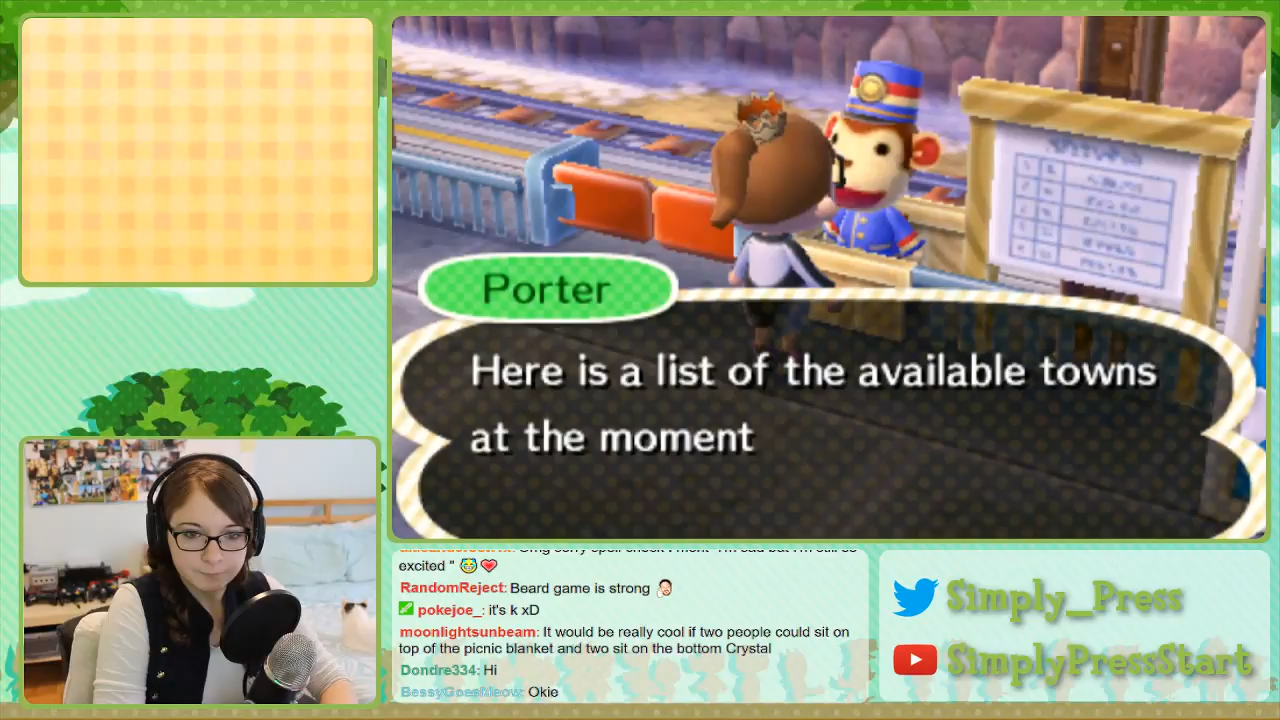 Porter
Here is a list of the available towns
at the moment
excited "
RandomReject: Beard game is strong
pokejoe_: it's k xD
moonlightsunbeam: It would be really cool if two people could sit on
top of the picnic blanket and two sit on the bottom Crystal
Dondre334: Hi
BessyGoesMeow: Okie
Simply_Press
SimplyPressStart